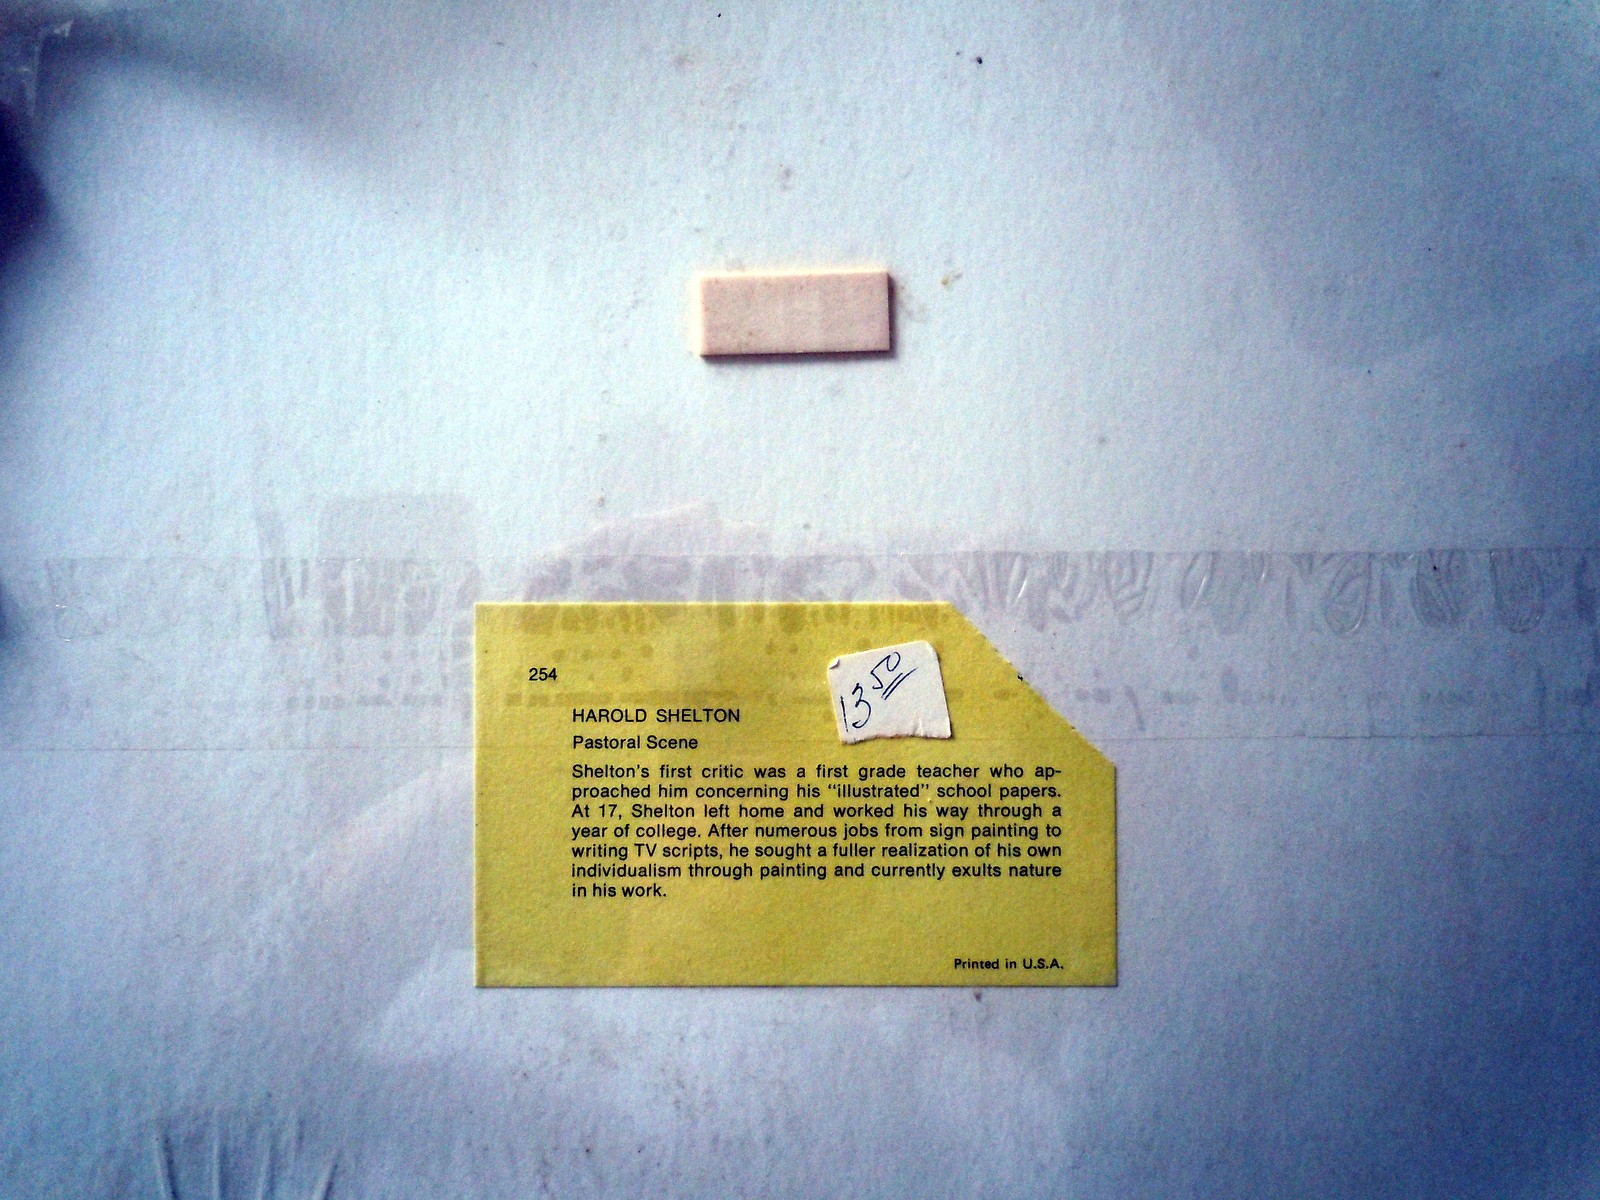 254
13 50
HAROLD SHELTON
Pastoral Scene
Shelton's first critic was a first grade teacher who ap-
proached him concerning his "illustrated" school papers.
At 17, Shelton left home and worked his way through a
year of college. After numerous jobs from sign painting to
writing TV scripts, he sought a fuller realization of his own
individualism through painting and currently exults nature
in his work.
Printed in U.S.A.